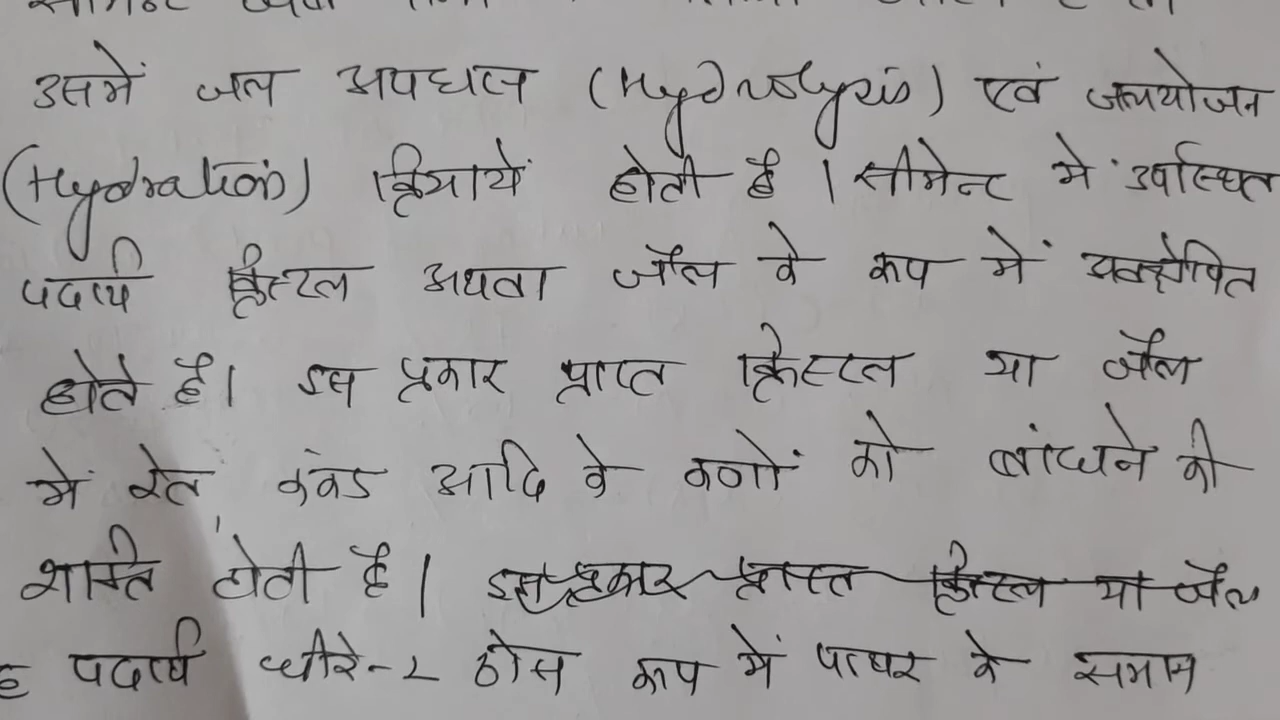 उसमें जल अपघटन (Hydrolysis) एवं जलयोजन
(Hydration) क्रियायें होती है । सीमेन्ट में उपस्थित
पदार्थ क्रिस्टल अथवा जैल के रूप में अवक्षेपित
होते है। इस प्रकार प्राप्त क्रिस्टल या जैल
में रेत, कंकड आदि के कणों को बांधने की
शक्ति होती है । इस प्रकार प्राप्त क्रिस्टल या जैल
पदार्थ धीरे-2 ठोस रूप में पत्थर के समान